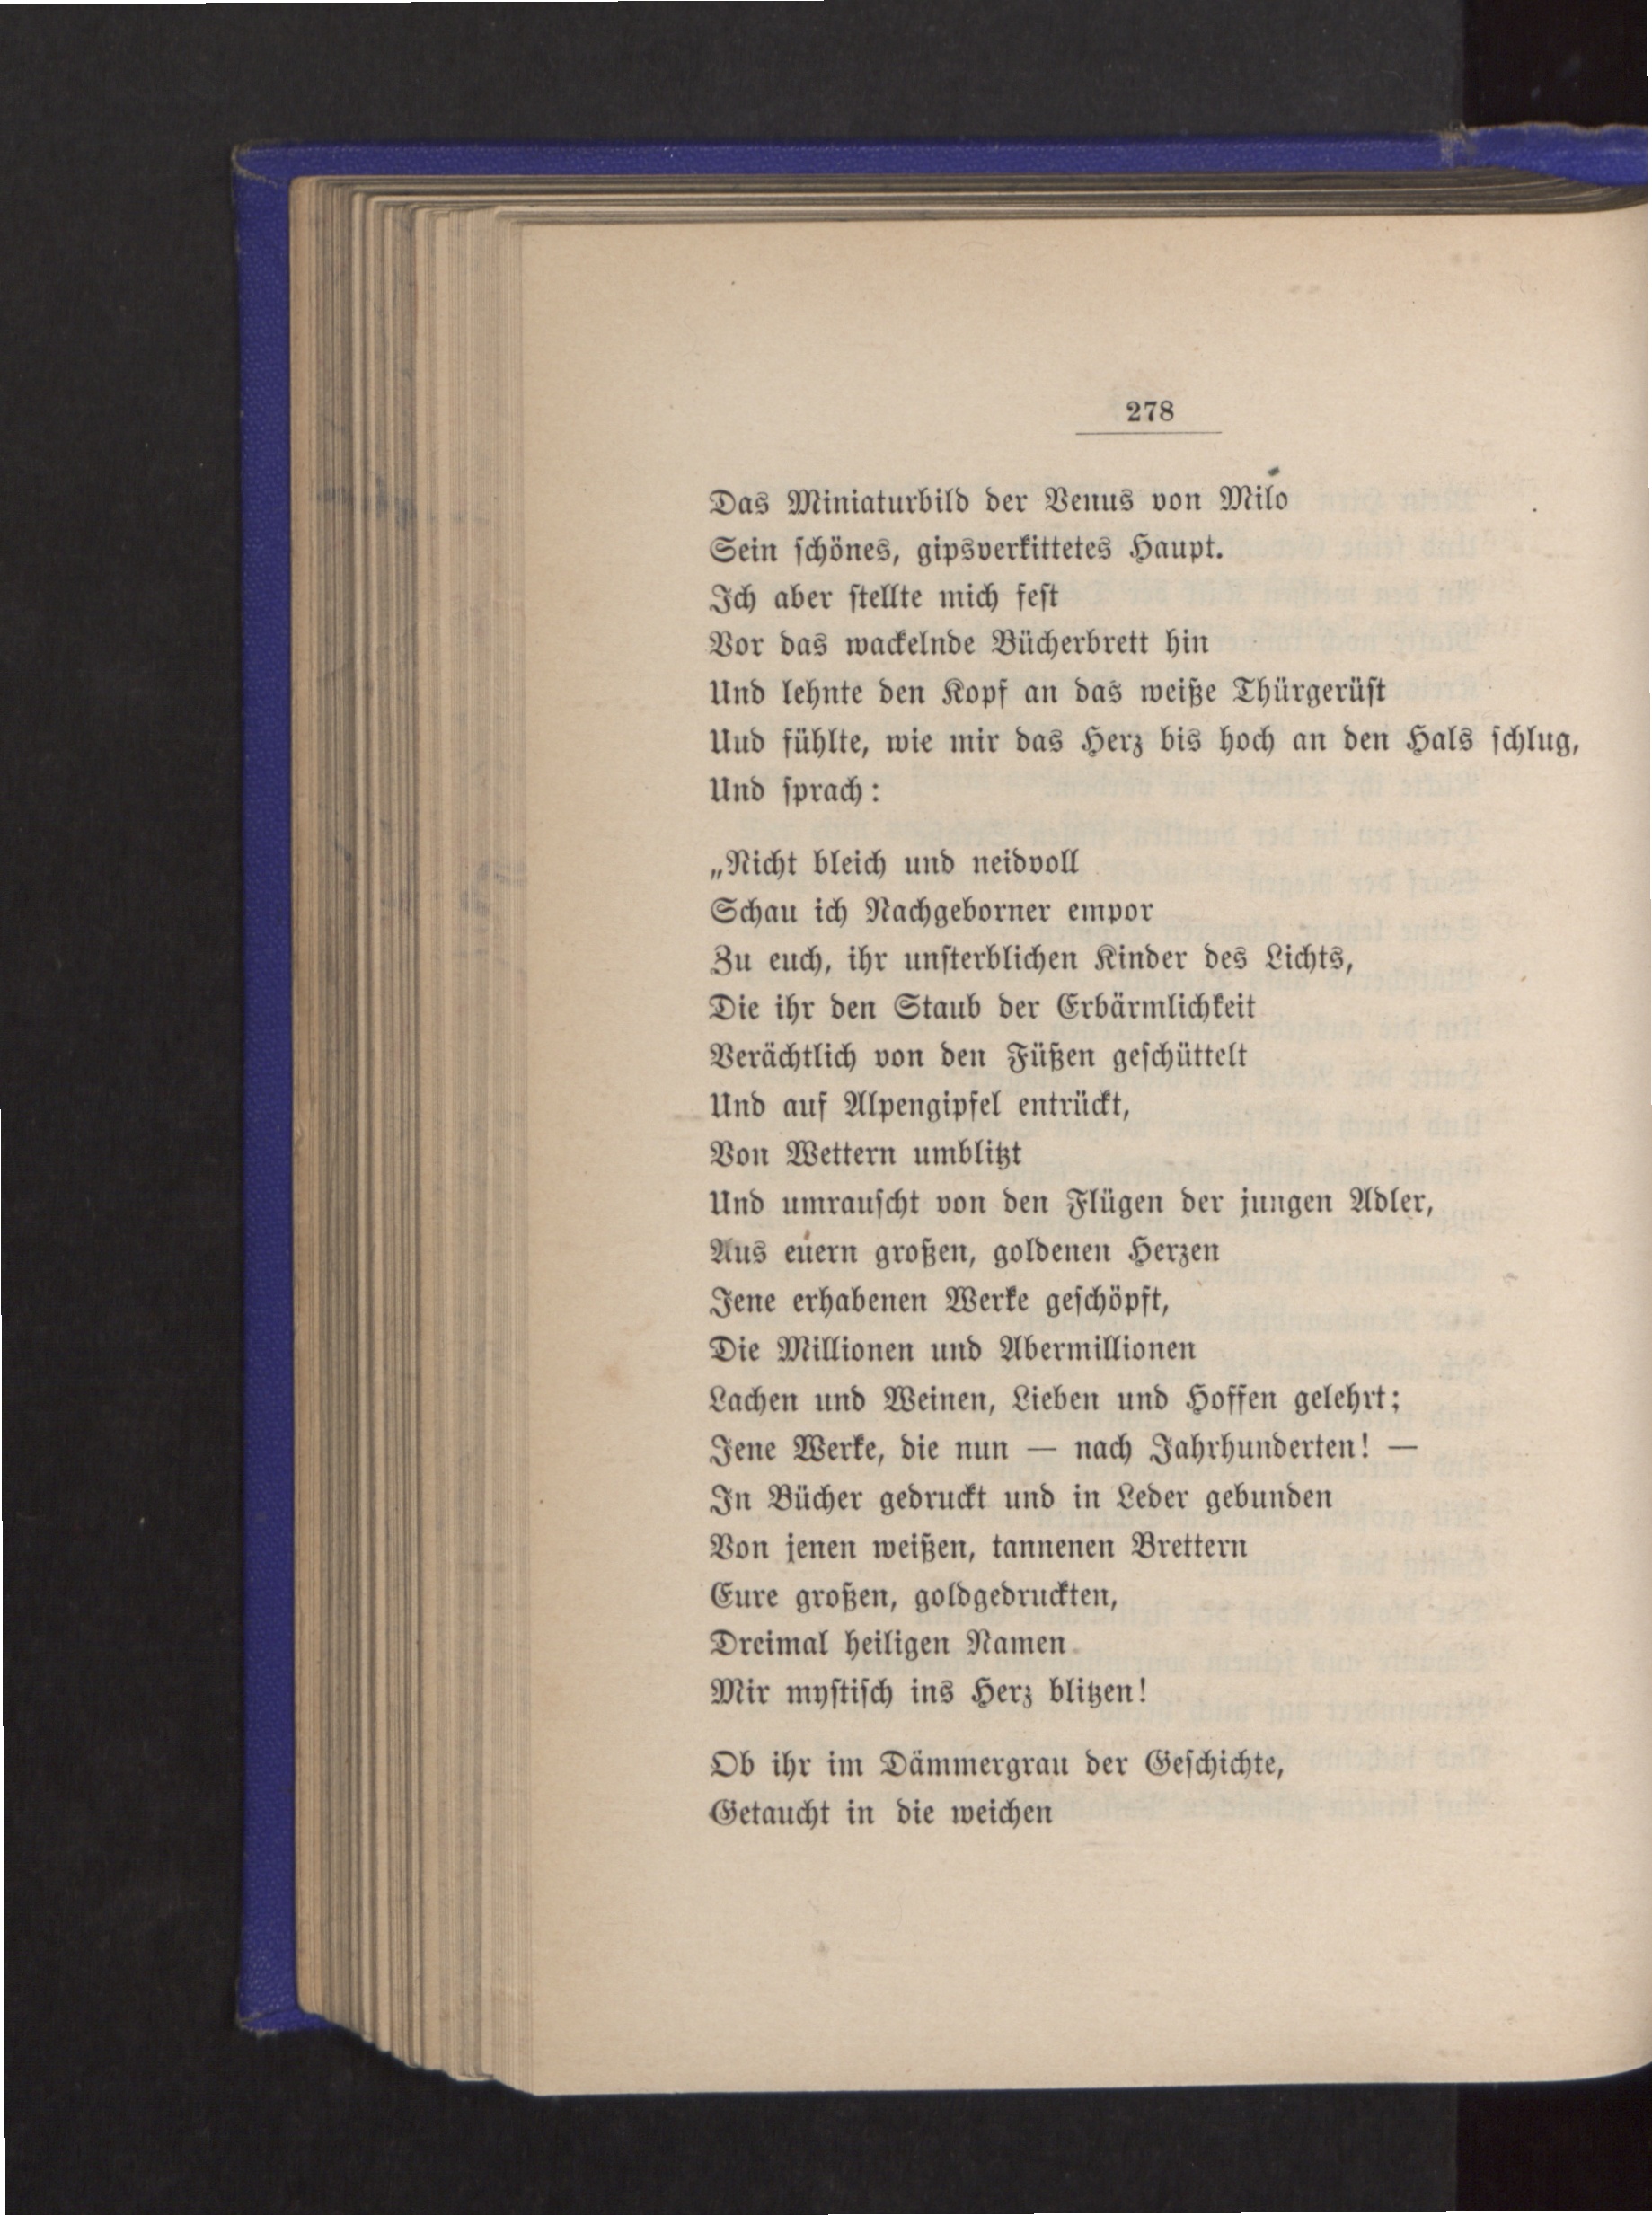 278
Das Miniaturbild der Venus von Milo
Sein schönes, gipsverkittetes Haupt.
Ich aber stellte mich fest
Vor das wackelnde Bücherbrett hin
Und lehnte den Kopf an das weiße Thürgerüst
Uud fühlte, wie mir das Herz bis hoch an den Hals schlug,
Und sprach:
„Nicht bleich und neidvoll
Schau ich Nachgeborner empor
Zu euch, ihr unsterblichen Kinder des Lichts,
Die ihr den Staub der Erbärmlichkeit
Verächtlich von den Füßen geschüttelt
Und auf Alpengipfel entrückt,
Von Wettern umblitzt
Und umrauscht von den Flügen der jungen Adler,
Aus euern großen, goldenen Herzen
Jene erhabenen Werke geschöpft,
Die Millionen und Abermillionen
Lachen und Weinen, Lieben und Hoffen gelehrt;
Jene Werke, die nun — nach Jahrhunderten! —
In Bücher gedruckt und in Leder gebunden
Von jenen weißen, tannenen Brettern
Eure großen, goldgedruckten,
Dreimal heiligen Namen
Mir mystisch ins Herz blitzen!
Ob ihr im Dämmergrau der Geschichte,
Getaucht in die weichen